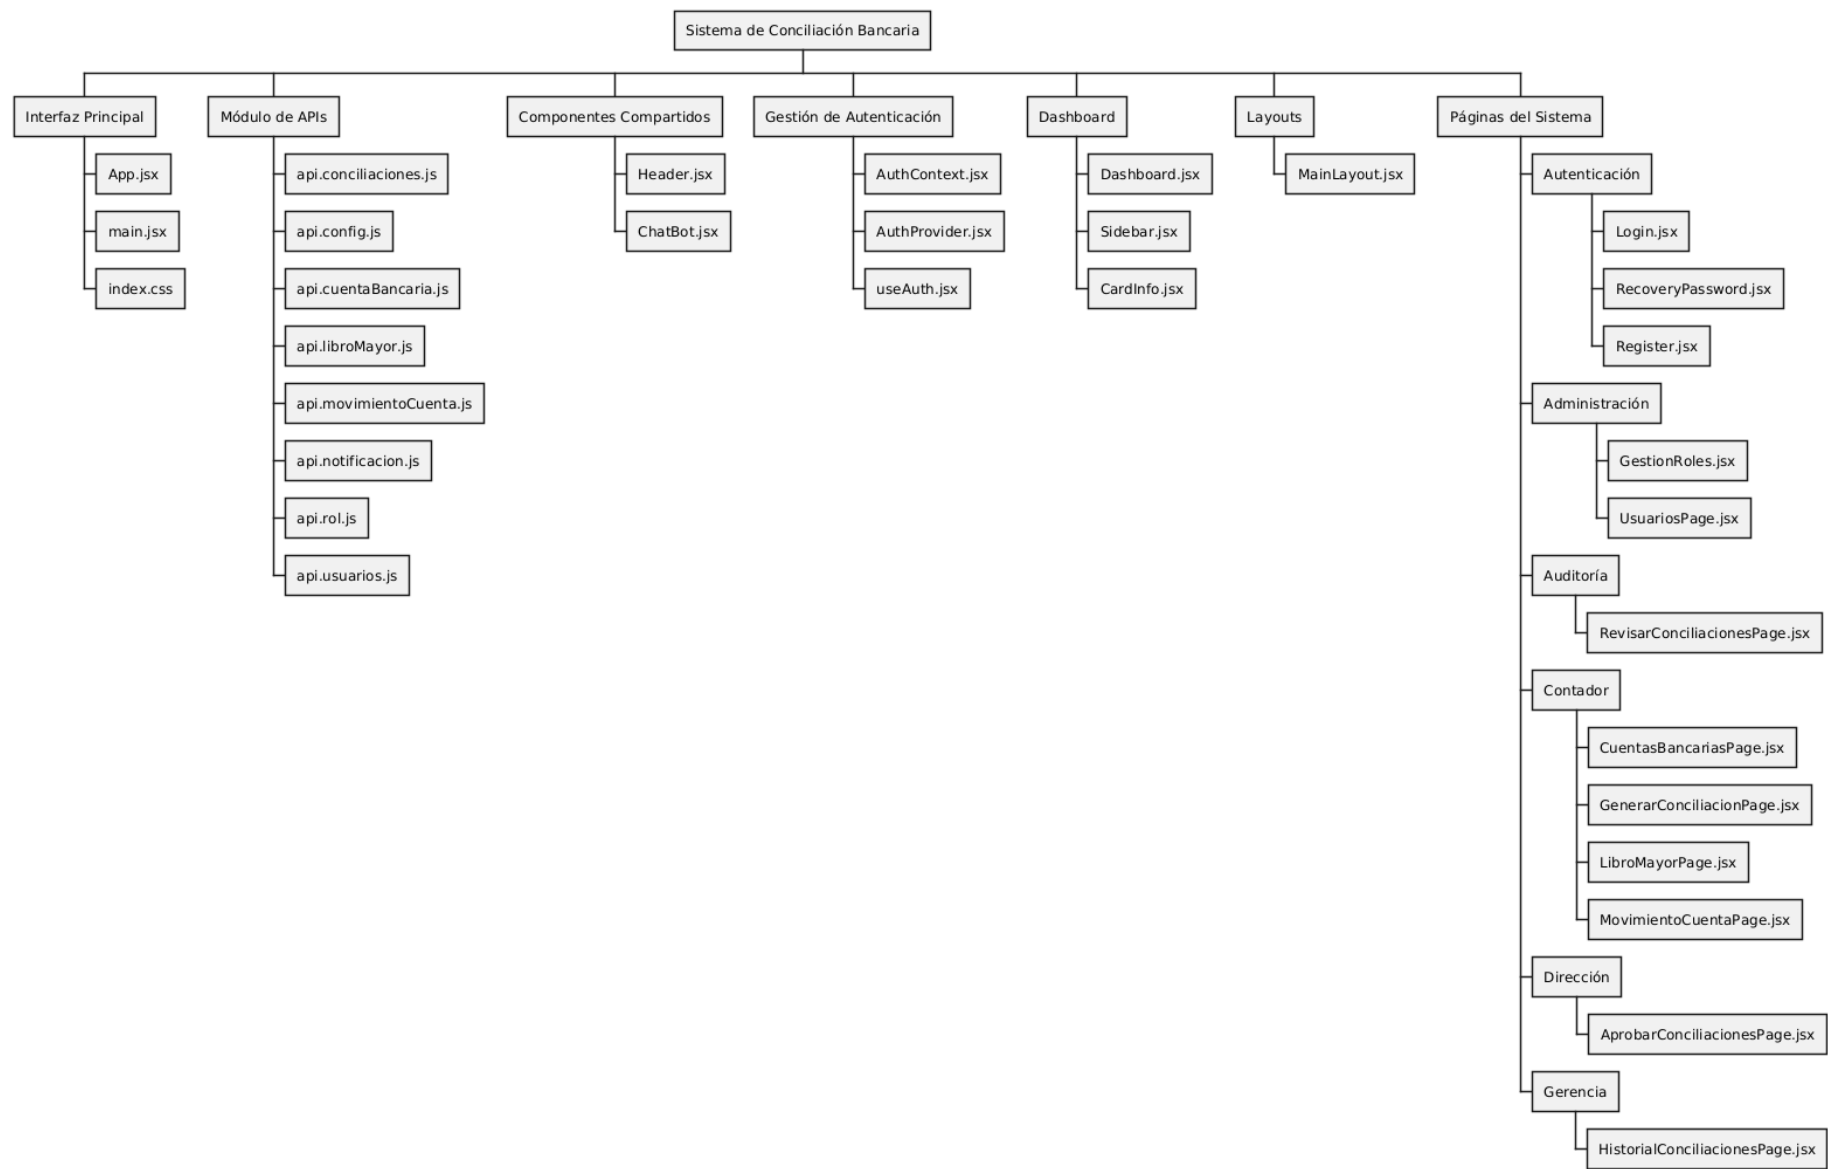 Sistema de Conciliación Bancaria
Interfaz Principal
App.jsx
main.jsx
index.css
Módulo de APIs
api.conciliaciones.js
api.config.js
api.cuentaBancaria.js
api.libroMayor.js
api.movimientoCuenta.js
api.notificacion.js
api.rol.js
api.usuarios.js
Componentes Compartidos
Header.jsx
ChatBot.jsx
Gestión de Autenticación
AuthContext.jsx
AuthProvider.jsx
useAuth.jsx
Dashboard
Dashboard.jsx
Sidebar.jsx
CardInfo.jsx
Layouts
MainLayout.jsx
Páginas del Sistema
Autenticación
Login.jsx
RecoveryPassword.jsx
Register.jsx
Administración
GestionRoles.jsx
UsuariosPage.jsx
Auditoría
RevisarConciliacionesPage.jsx
Contador
CuentasBancariasPage.jsx
GenerarConciliacionPage.jsx
LibroMayorPage.jsx
MovimientoCuentaPage.jsx
Dirección
AprobarConciliacionesPage.jsx
Gerencia
HistorialConciliacionesPage.jsx